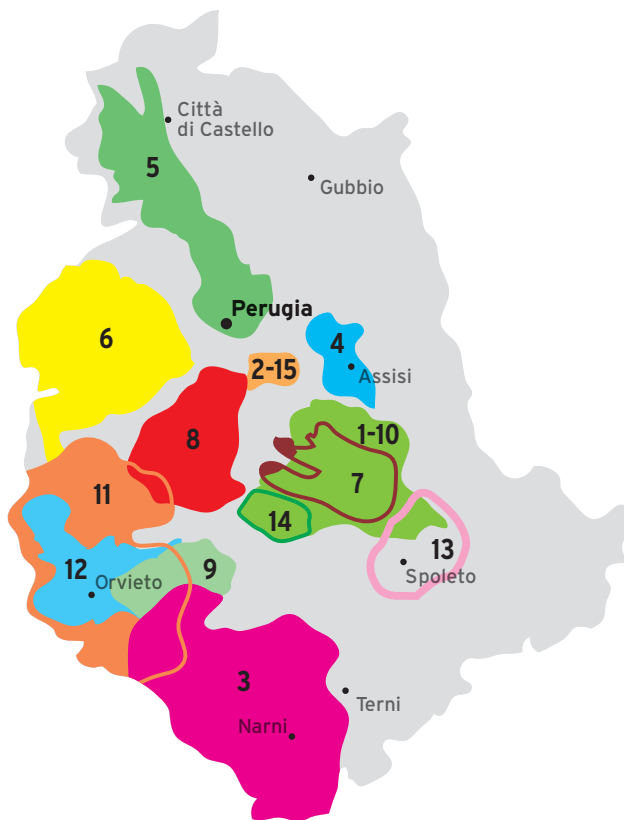 Città
di Castello
5
Gubbio
Perugia
6
4
2-15
Assisi
8
1-10
11
7
14
13
12
9
Spoleto
Orvieto
3
Terni
Narni